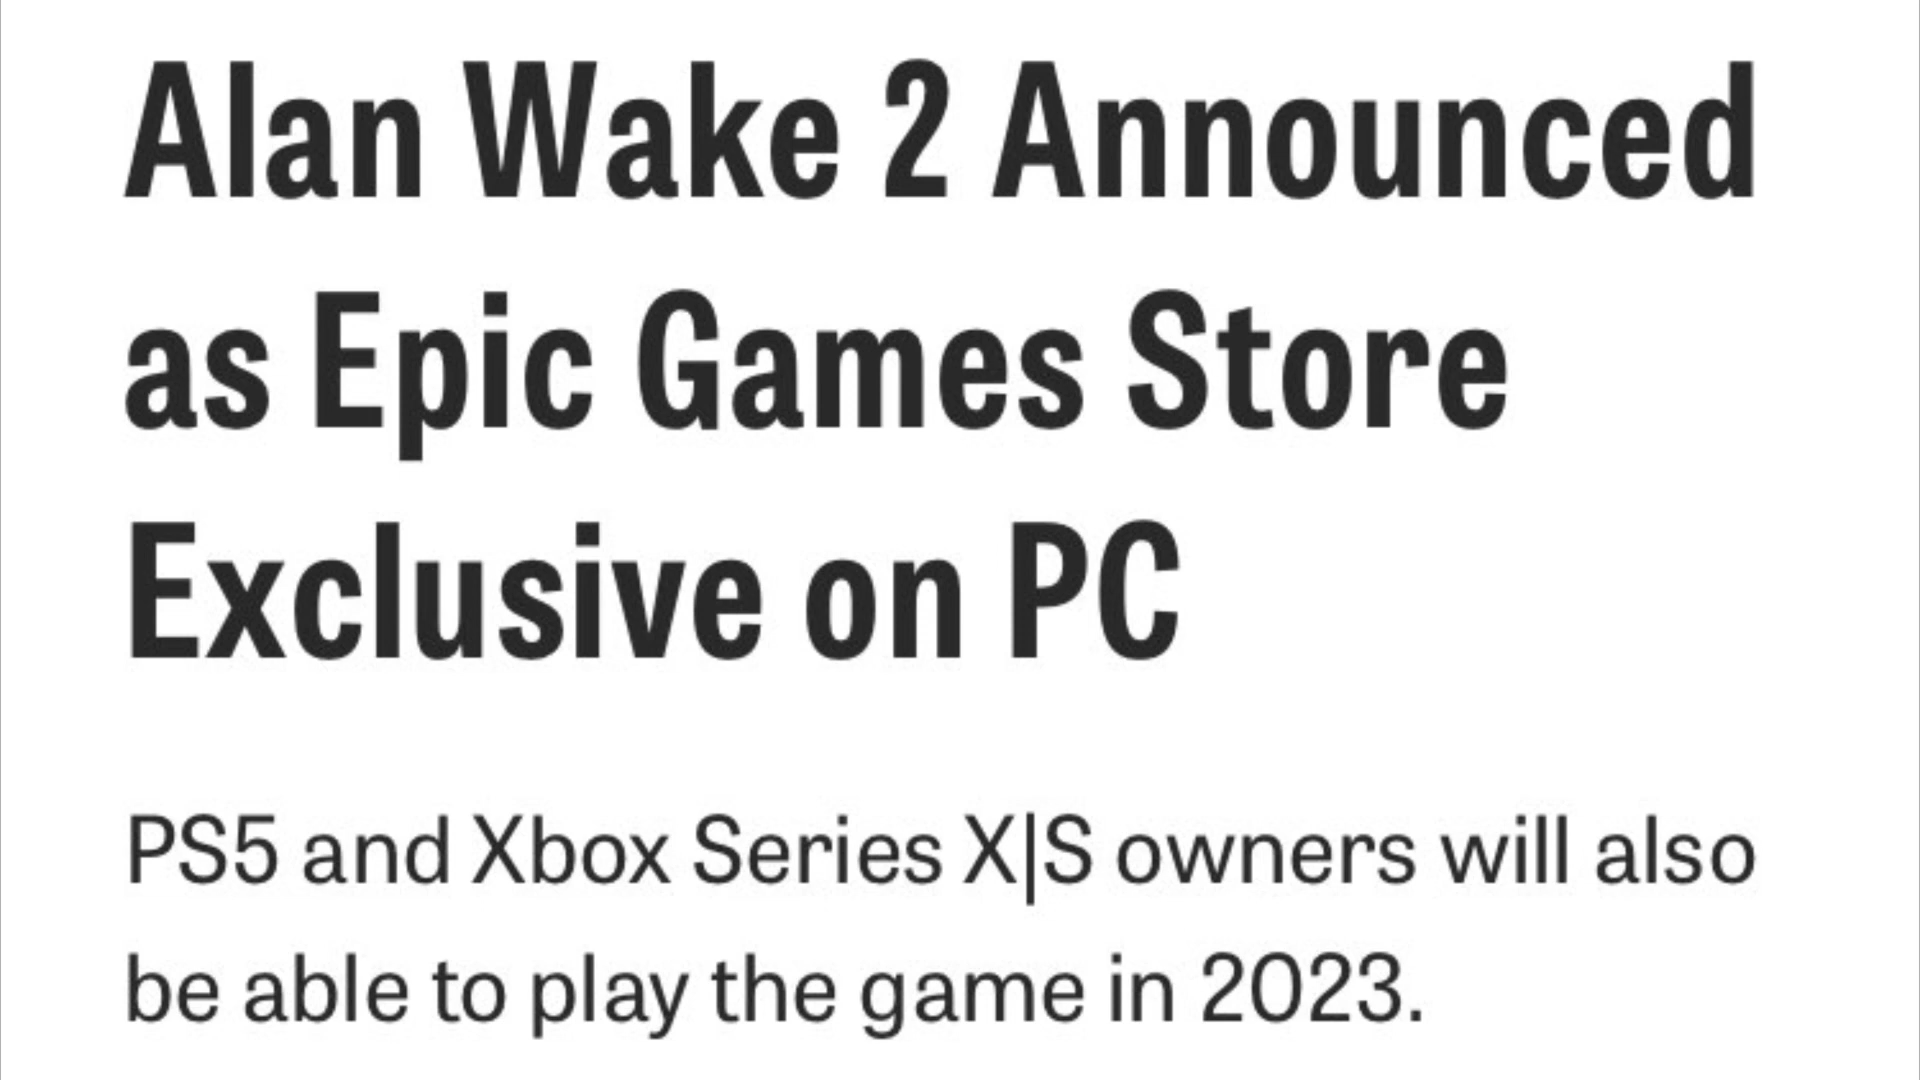 Alan Wake 2 Announced
as Epic Games Store
Exclusive on PC
PS5 and Xbox Series X|S owners will also
be able to play the game in 2023.